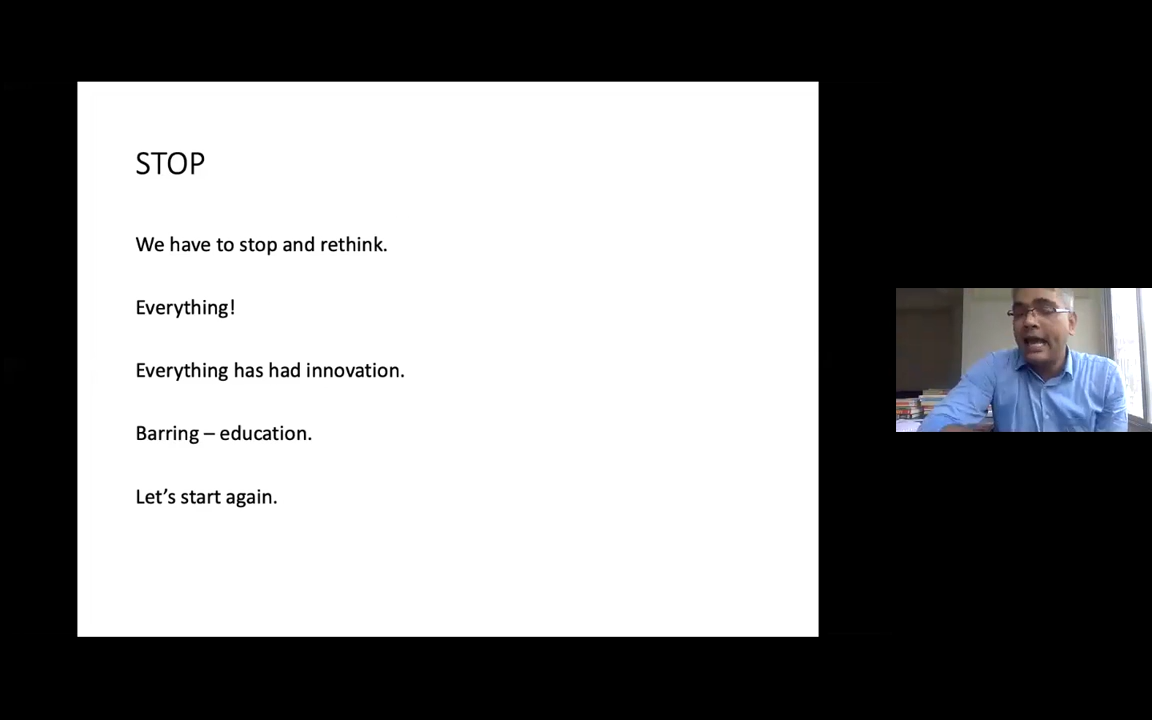 STOP
We have to stop and rethink.
Everything!
Everything has had innovation.
Barring – education.
Let’s start again.